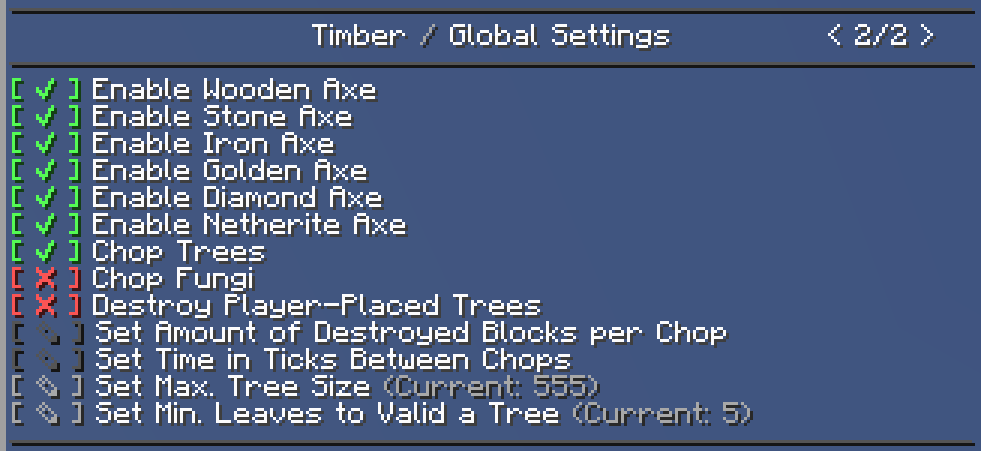 Timber / Global Settings < 2/2 >
[ ✔ ] Enable Wooden Axe
[ ✔ ] Enable Stone Axe
[ ✔ ] Enable Iron Axe
[ ✔ ] Enable Golden Axe
[ ✔ ] Enable Diamond Axe
[ ✔ ] Enable Netherite Axe
[ ✔ ] Chop Trees
[ ✖ ] Chop Fungi
[ ✖ ] Destroy Player-Placed Trees
[ ✎ ] Set Amount of Destroyed Blocks per Chop
[ ✎ ] Set Time in Ticks Between Chops
[ ✎ ] Set Max. Tree Size (Current: 555)
[ ✎ ] Set Min. Leaves to Valid a Tree (Current: 5)